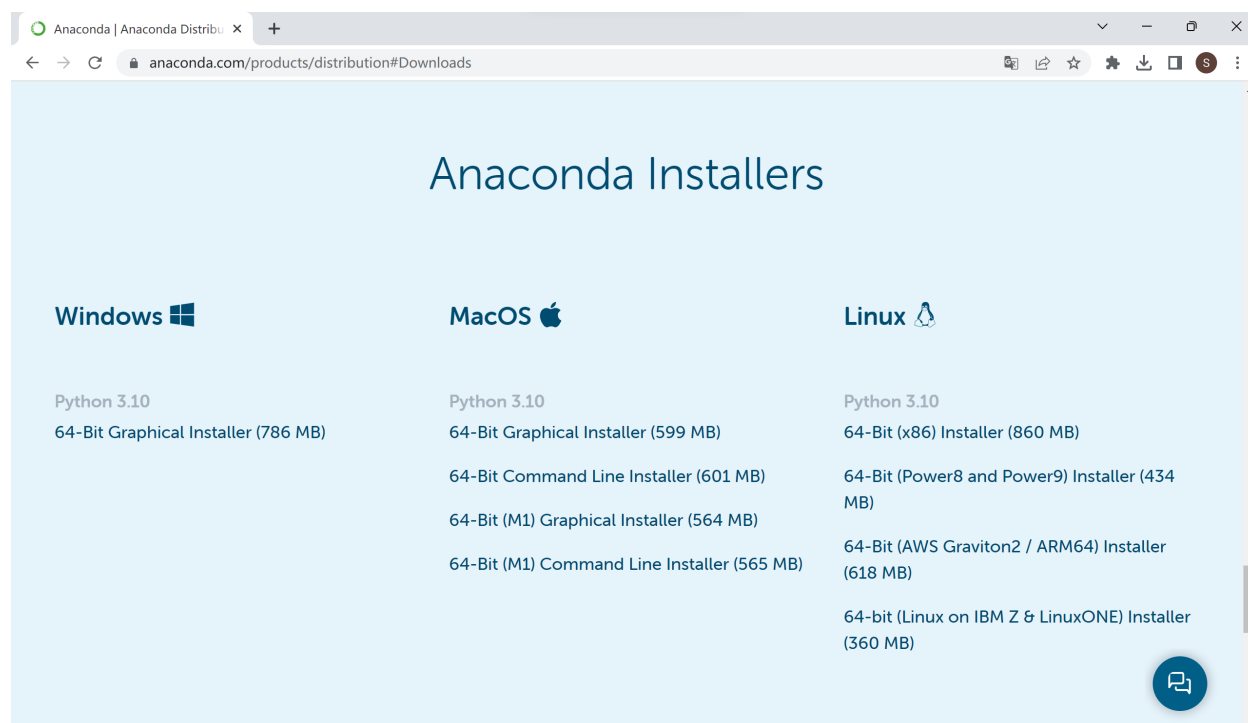 Anaconda | Anaconda Distribu
anaconda.com/products/distribution#Downloads
S
Anaconda Installers
Windows
Python 3.10
64-Bit Graphical Installer (786 MB)
MacOS
Python 3.10
64-Bit Graphical Installer (599 MB)
64-Bit Command Line Installer (601 MB)
64-Bit (M1) Graphical Installer (564 MB)
64-Bit (M1) Command Line Installer (565 MB)
Linux
Python 3.10
64-Bit (x86) Installer (860 MB)
64-Bit (Power8 and Power9) Installer (434
MB)
64-Bit (AWS Graviton2 / ARM64) Installer
(618 MB)
64-bit (Linux on IBM Z & LinuxONE) Installer
(360 MB)